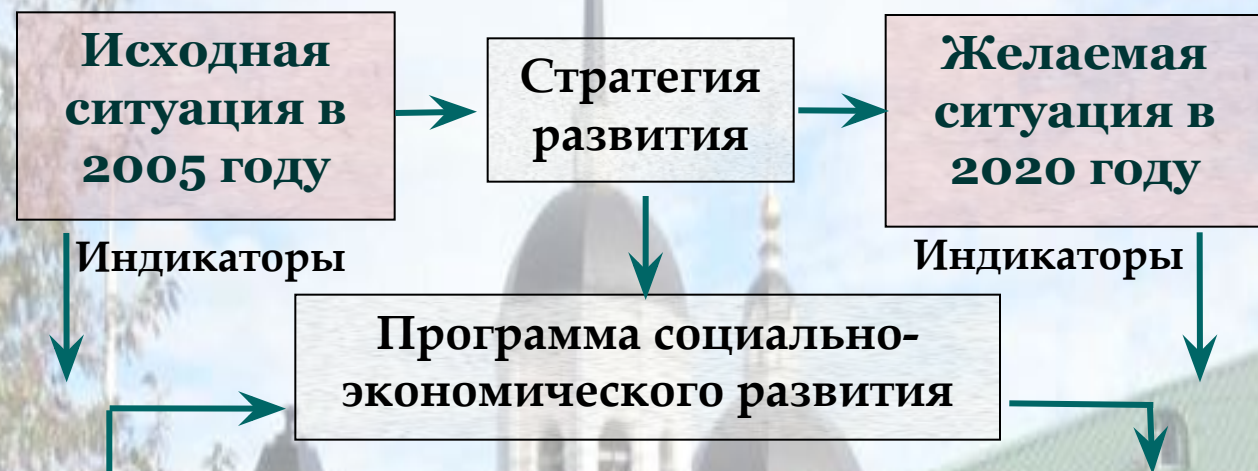 Исходная
ситуация в
2005 году
Стратегия
развития
Желаемая
ситуация в
2020 году
Индикаторы
Индикаторы
Программа социально-
экономического развития